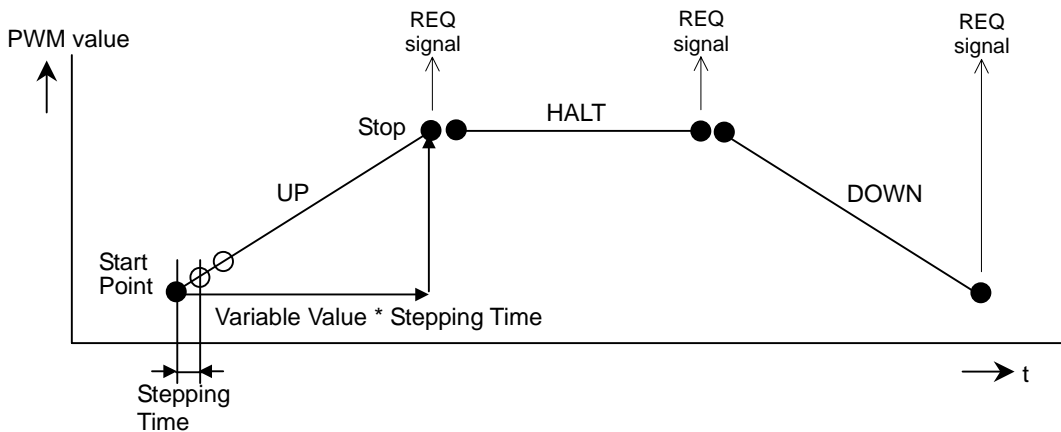 REQ
signal
REQ
signal
REQ
signal
PWM value
Stop
HALT
UP
DOWN
Start
Point
Variable Value * Stepping Time
t
Stepping
Time